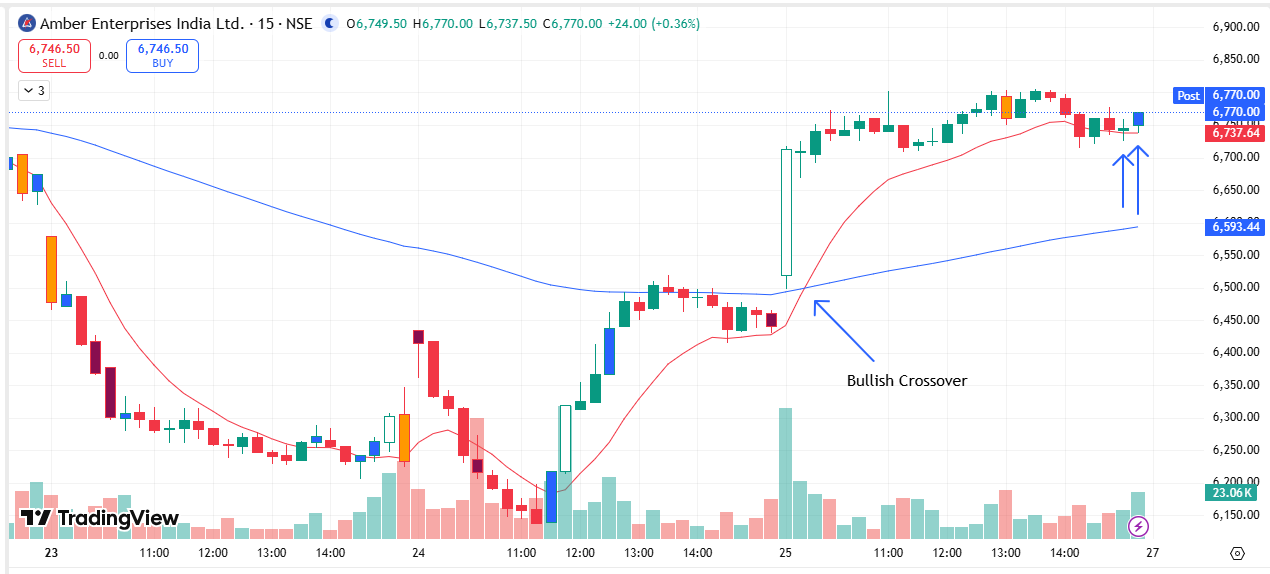 Amber Enterprises India Ltd. · 15 · NSE O6,749.50 H6,770.00 L6,737.50 C6,770.00 +24.00 (+0.36%)
6,746.50 SELL 0.00 6,746.50 BUY
3
6,900.00
6,850.00
Post 6,770.00
6,770.00
6,750.00
6,737.64
6,700.00
6,650.00
6,593.44
6,550.00
6,500.00
6,450.00
6,400.00
6,350.00
6,300.00
6,250.00
6,200.00
23.06 K
6,150.00
Bullish Crossover
TradingView
23 11:00 12:00 13:00 14:00 24 11:00 12:00 13:00 14:00 25 11:00 12:00 13:00 14:00 27